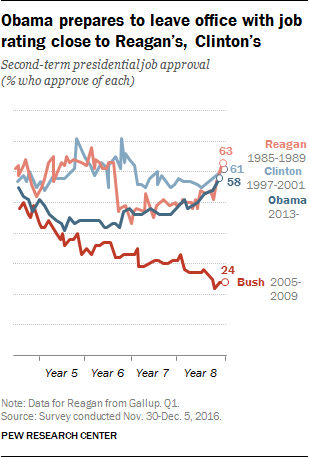 Obama prepares to leave office with job
rating close to Reagan's, Clinton's
Second-term presidential job approval
(% who approve of each)
63
Reagan
1985-1989
61
Clinton
1997-2001
58
Obama
2013-
24
Bush 2005-
2009
Year 5 Year 6 Year 7 Year 8
Note: Data for Reagan from Gallup. Q1.
Source: Survey conducted Nov. 30-Dec. 5, 2016.
PEW RESEARCH CENTER